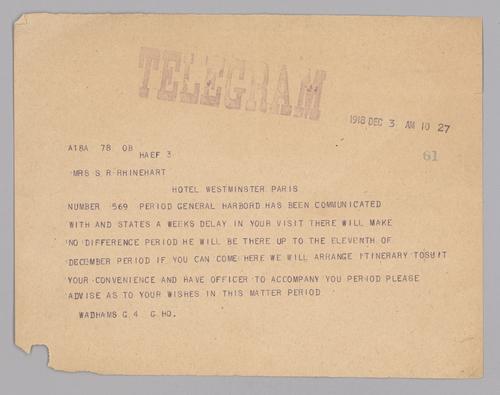 TELEGRAM
1918 DEC 3 AM 10 27
A18A 78 OB
HAEF 3
61
MRS S.R.RHINEHART
HOTEL WESTMINSTER PARIS
NUMBER 569 PERIOD GENERAL HARBORD HAS BEEN COMMUNICATED
WITH AND STATES A WEEKS DELAY IN YOUR VISIT THERE WILL MAKE
NO DIFFERENCE PERIOD HE WILL BE THERE UP TO THE ELEVENTH OF
DECEMBER PERIOD IF YOU CAN COME HERE WE WILL ARRANGE ITINERARY TOSUIT
YOUR CONVENIENCE AND HAVE OFFICER TO ACCOMPANY YOU PERIOD PLEASE
ADVISE AS TO YOUR WISHES IN THIS MATTER PERIOD
WADHAMS G.4 G.HQ.